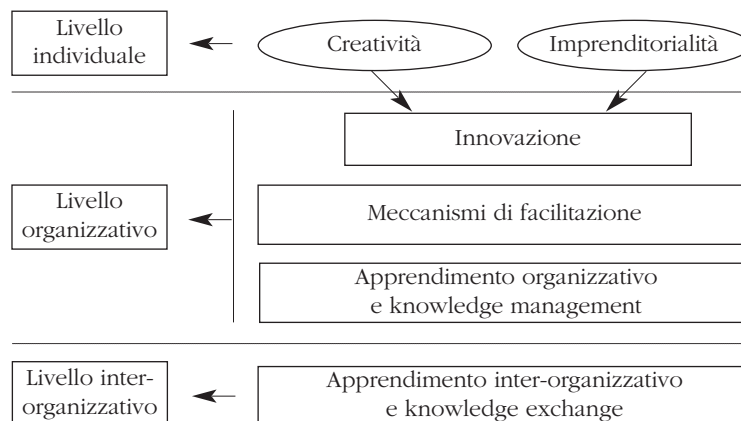 Livello
individuale
Creatività
Imprenditorialità
Innovazione
Livello
organizzativo
Meccanismi di facilitazione
Apprendimento organizzativo
e knowledge management
Livello inter-
organizzativo
Apprendimento inter-organizzativo
e knowledge exchange